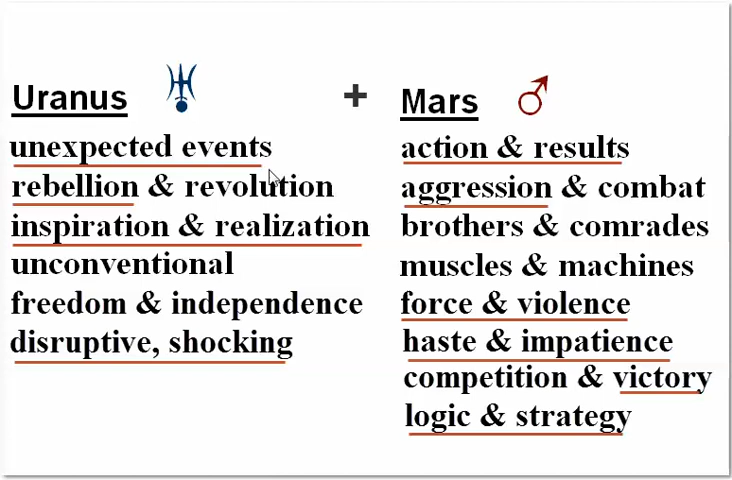 Uranus ♅ + Mars ♂
unexpected events
rebellion & revolution
inspiration & realization
unconventional
freedom & independence
disruptive, shocking
action & results
aggression & combat
brothers & comrades
muscles & machines
force & violence
haste & impatience
competition & victory
logic & strategy